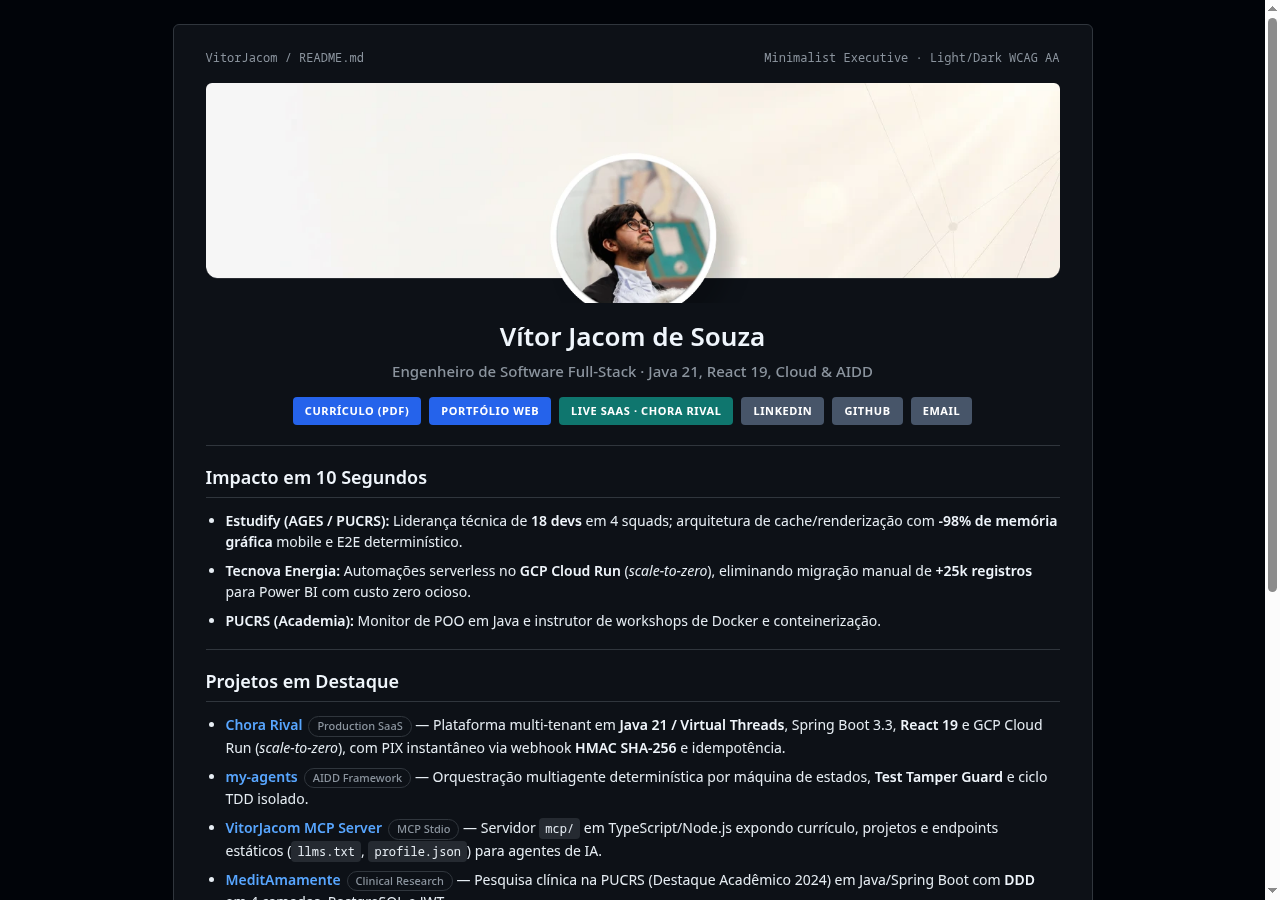 VitorJacom / README.md
Minimalist Executive · Light/Dark WCAG AA
Vítor Jacom de Souza
Engenheiro de Software Full-Stack · Java 21, React 19, Cloud & AIDD
CURRÍCULO (PDF)
PORTFÓLIO WEB
LIVE SAAS · CHORA RIVAL
LINKEDIN
GITHUB
EMAIL
Impacto em 10 Segundos
Estudify (AGES / PUCRS): Liderança técnica de 18 devs em 4 squads; arquitetura de cache/renderização com -98% de memória
gráfica mobile e E2E determinístico.
Tecnova Energia: Automações serverless no GCP Cloud Run (scale-to-zero), eliminando migração manual de +25k registros
para Power BI com custo zero ocioso.
PUCRS (Academia): Monitor de POO em Java e instrutor de workshops de Docker e conteinerização.
Projetos em Destaque
Chora Rival Production SaaS — Plataforma multi-tenant em Java 21 / Virtual Threads, Spring Boot 3.3, React 19 e GCP Cloud
Run (scale-to-zero), com PIX instantâneo via webhook HMAC SHA-256 e idempotência.
my-agents AIDD Framework — Orquestração multiagente determinística por máquina de estados, Test Tamper Guard e ciclo
TDD isolado.
VitorJacom MCP Server MCP Stdio — Servidor mcp/ em TypeScript/Node.js expondo currículo, projetos e endpoints
estáticos (llms.txt, profile.json) para agentes de IA.
MeditAmamente Clinical Research — Pesquisa clínica na PUCRS (Destaque Acadêmico 2024) em Java/Spring Boot com DDD